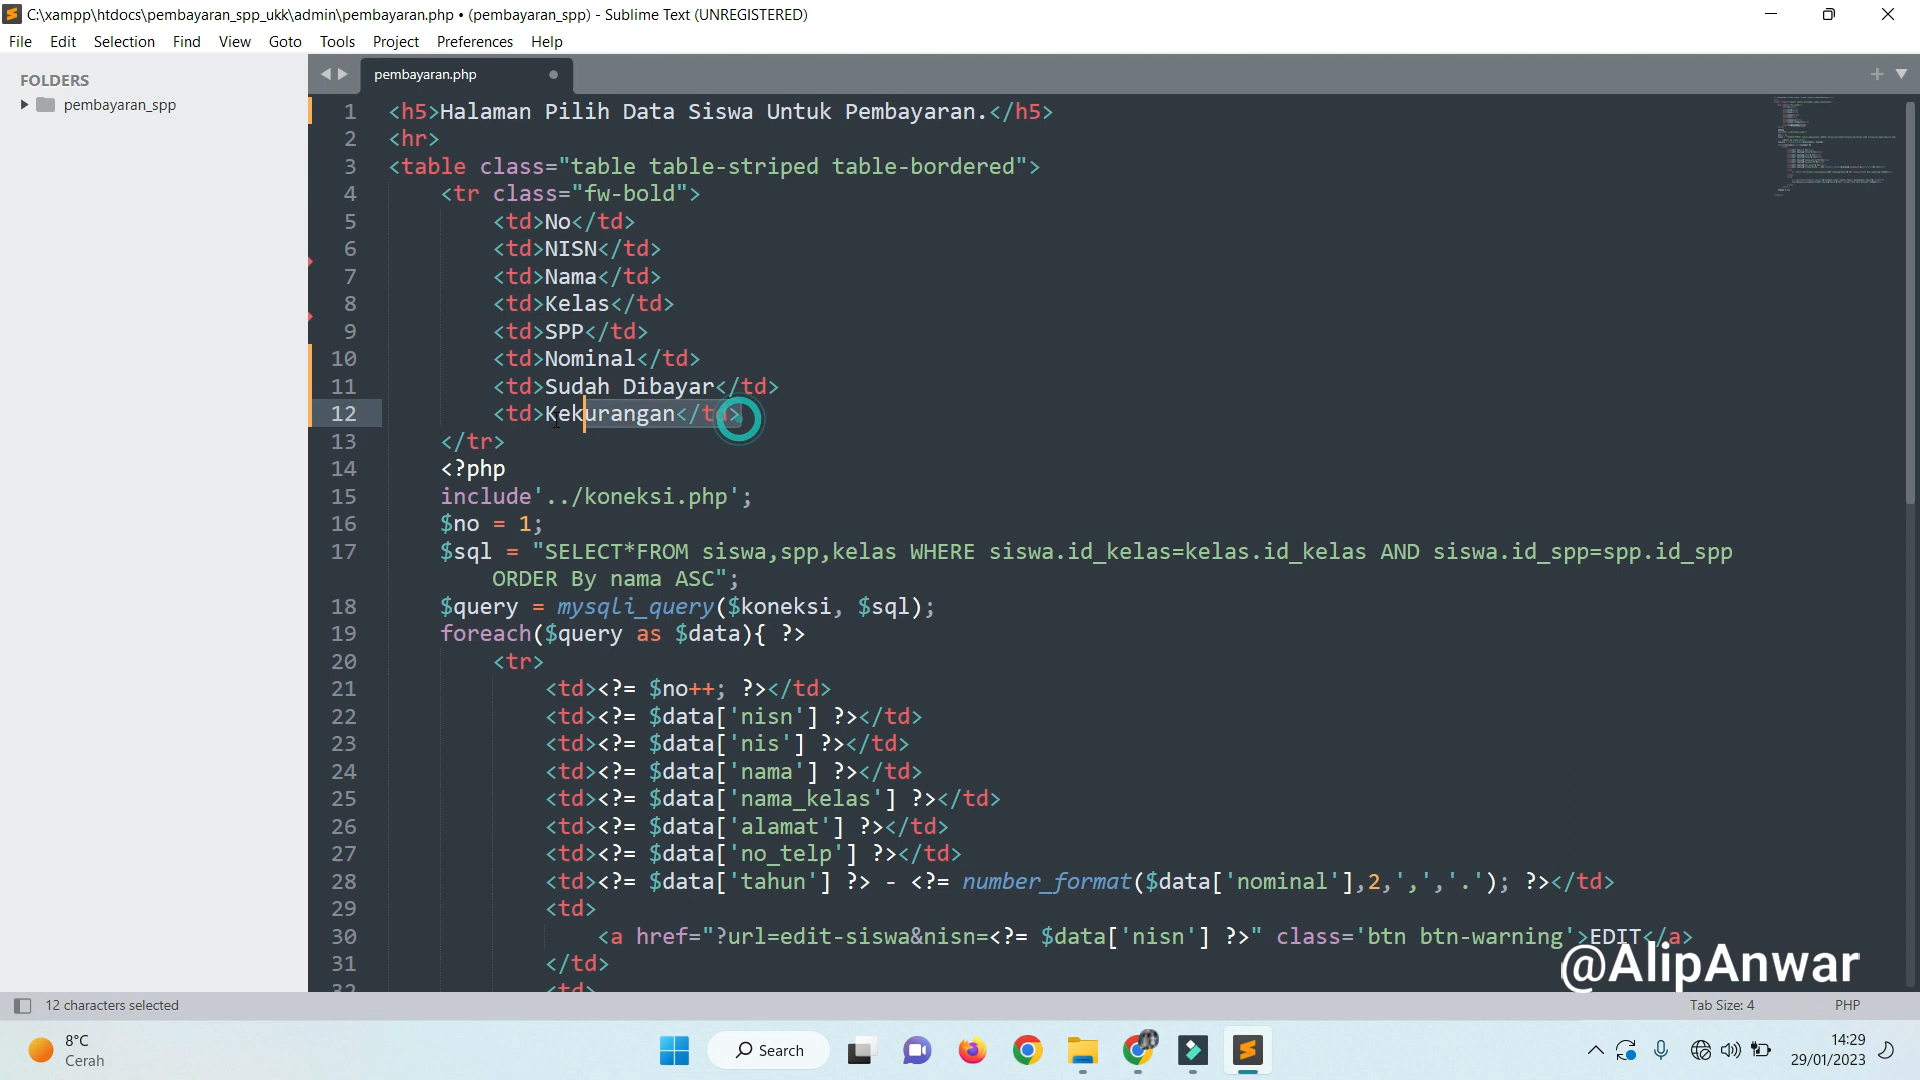 C:\xampp\htdocs\pembayaran_spp_ukk\admin\pembayaran.php • (pembayaran_spp) - Sublime Text (UNREGISTERED)
File Edit Selection Find View Goto Tools Project Preferences Help
FOLDERS
pembayaran_spp
pembayaran.php
1 <h5>Halaman Pilih Data Siswa Untuk Pembayaran.</h5>
2 <hr>
3 <table class="table table-striped table-bordered">
4 <tr class="fw-bold">
5 <td>No</td>
6 <td>NISN</td>
7 <td>Nama</td>
8 <td>Kelas</td>
9 <td>SPP</td>
10 <td>Nominal</td>
11 <td>Sudah Dibayar</td>
12 <td>Kekurangan</td>
13 </tr>
14 <?php
15 include'../koneksi.php';
16 $no = 1;
17 $sql = "SELECT*FROM siswa,spp,kelas WHERE siswa.id_kelas=kelas.id_kelas AND siswa.id_spp=spp.id_spp
ORDER By nama ASC";
18 $query = mysqli_query($koneksi, $sql);
19 foreach($query as $data){ ?>
20 <tr>
21 <td><?= $no++; ?></td>
22 <td><?= $data['nisn'] ?></td>
23 <td><?= $data['nis'] ?></td>
24 <td><?= $data['nama'] ?></td>
25 <td><?= $data['nama_kelas'] ?></td>
26 <td><?= $data['alamat'] ?></td>
27 <td><?= $data['no_telp'] ?></td>
28 <td><?= $data['tahun'] ?> - <?= number_format($data['nominal'],2,',','.'); ?></td>
29 <td>
30 <a href="?url=edit-siswa&nisn=<?= $data['nisn'] ?>" class='btn btn-warning'>EDIT</a>
31 </td>
32 <td>
@AlipAnwar
12 characters selected
Tab Size: 4
PHP
8°C
Cerah
Search
14:29
29/01/2023